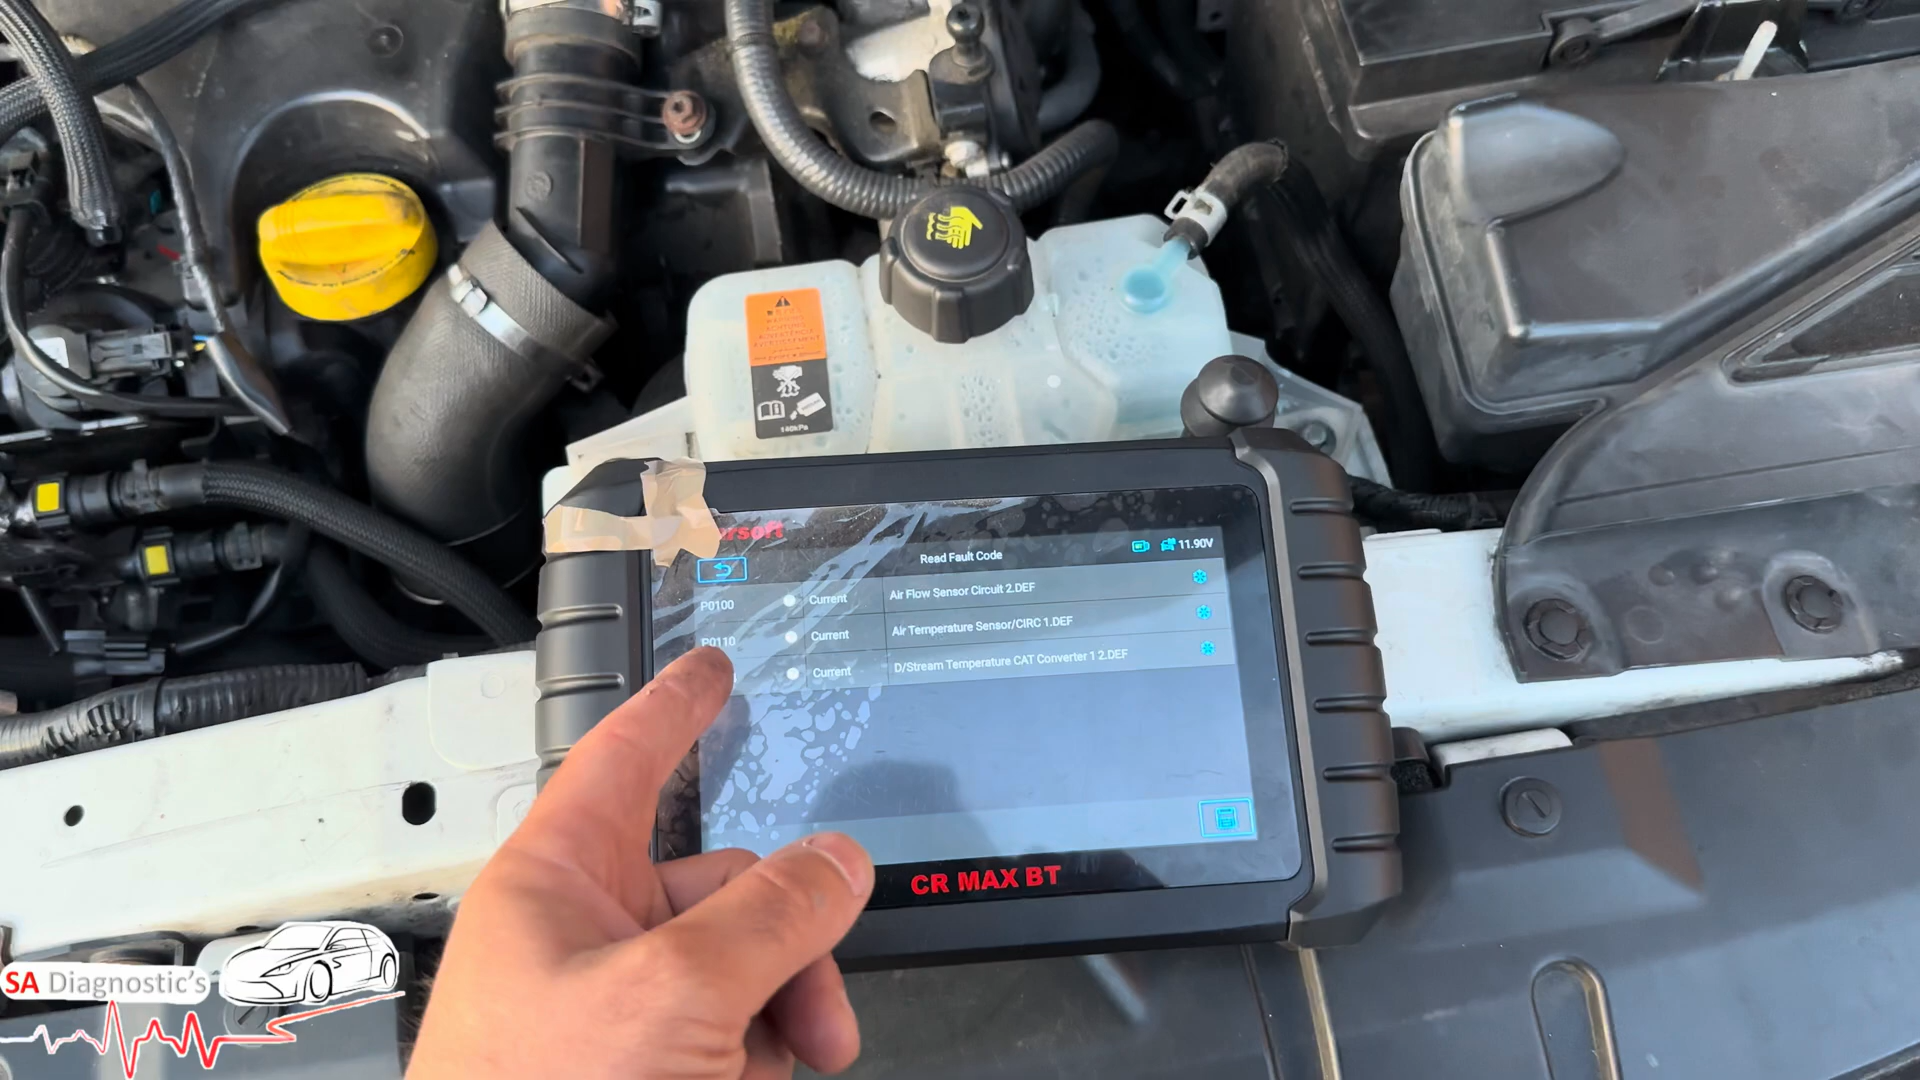 rsoft
Read Fault Code
11.90V
P0100 Current Air Flow Sensor Circuit 2.DEF
P0110 Current Air Temperature Sensor/CIRC 1.DEF
Current D/Stream Temperature CAT Converter 1 2.DEF
CR MAX BT
140kPa
SA Diagnostic's